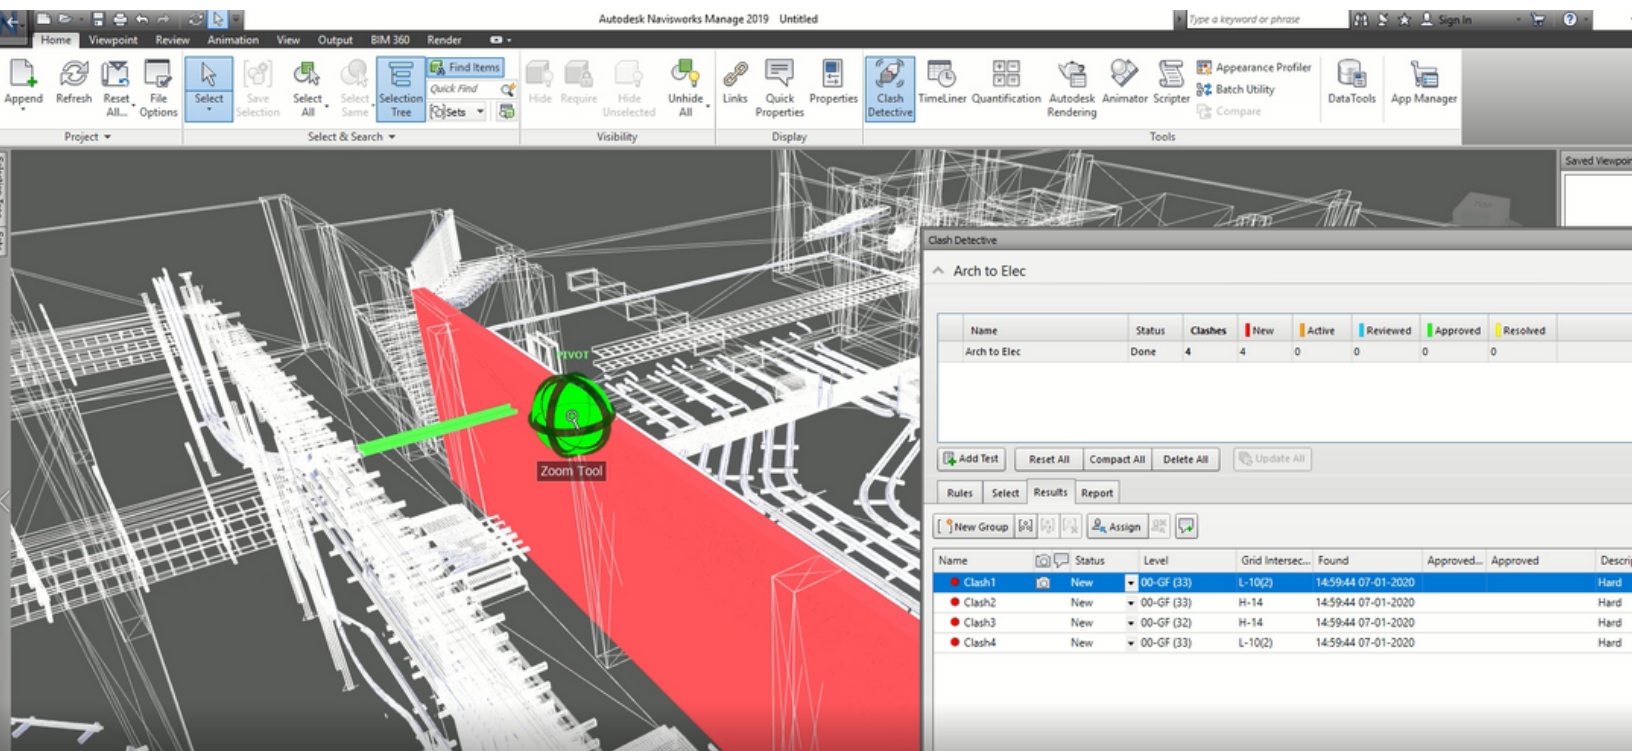 Autodesk Navisworks Manage 2019 Untitled
Type a keyword or phrase
Sign In
Home Viewpoint Review Animation View Output BIM 360 Render
Append
Refresh
Reset All...
File Options
Project
Select
Save Selection
Select All
Select Same
Selection Tree
Find Items
Quick Find
Sets
Select & Search
Hide
Require
Hide Unselected
Unhide All
Visibility
Links
Quick Properties
Properties
Display
Clash Detective
TimeLiner
Quantification
Autodesk Rendering
Animator
Scripter
Appearance Profiler
Batch Utility
Compare
Tools
DataTools
App Manager
Saved Viewpoin
PIVOT
Zoom Tool
Clash Detective
Arch to Elec
Name Status Clashes New Active Reviewed Approved Resolved
Arch to Elec Done 4 4 0 0 0 0
Add Test Reset All Compact All Delete All Update All
Rules Select Results Report
New Group Assign
Name Status Level Grid Intersec... Found Approved... Approved Descrip
Clash1 New 00-GF (33) L-10(2) 14:59:44 07-01-2020 Hard
Clash2 New 00-GF (33) H-14 14:59:44 07-01-2020 Hard
Clash3 New 00-GF (32) H-14 14:59:44 07-01-2020 Hard
Clash4 New 00-GF (33) L-10(2) 14:59:44 07-01-2020 Hard